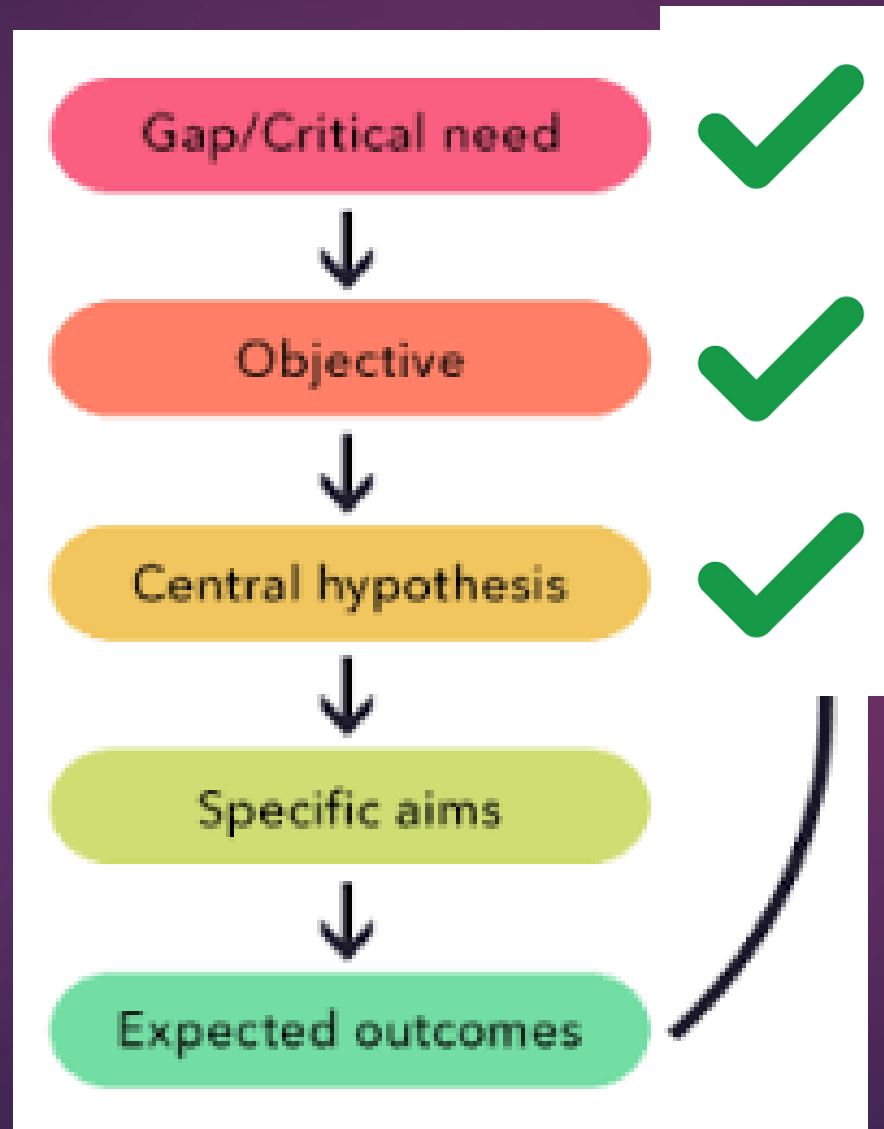 Gap/Critical need
Objective
Central hypothesis
Specific aims
Expected outcomes